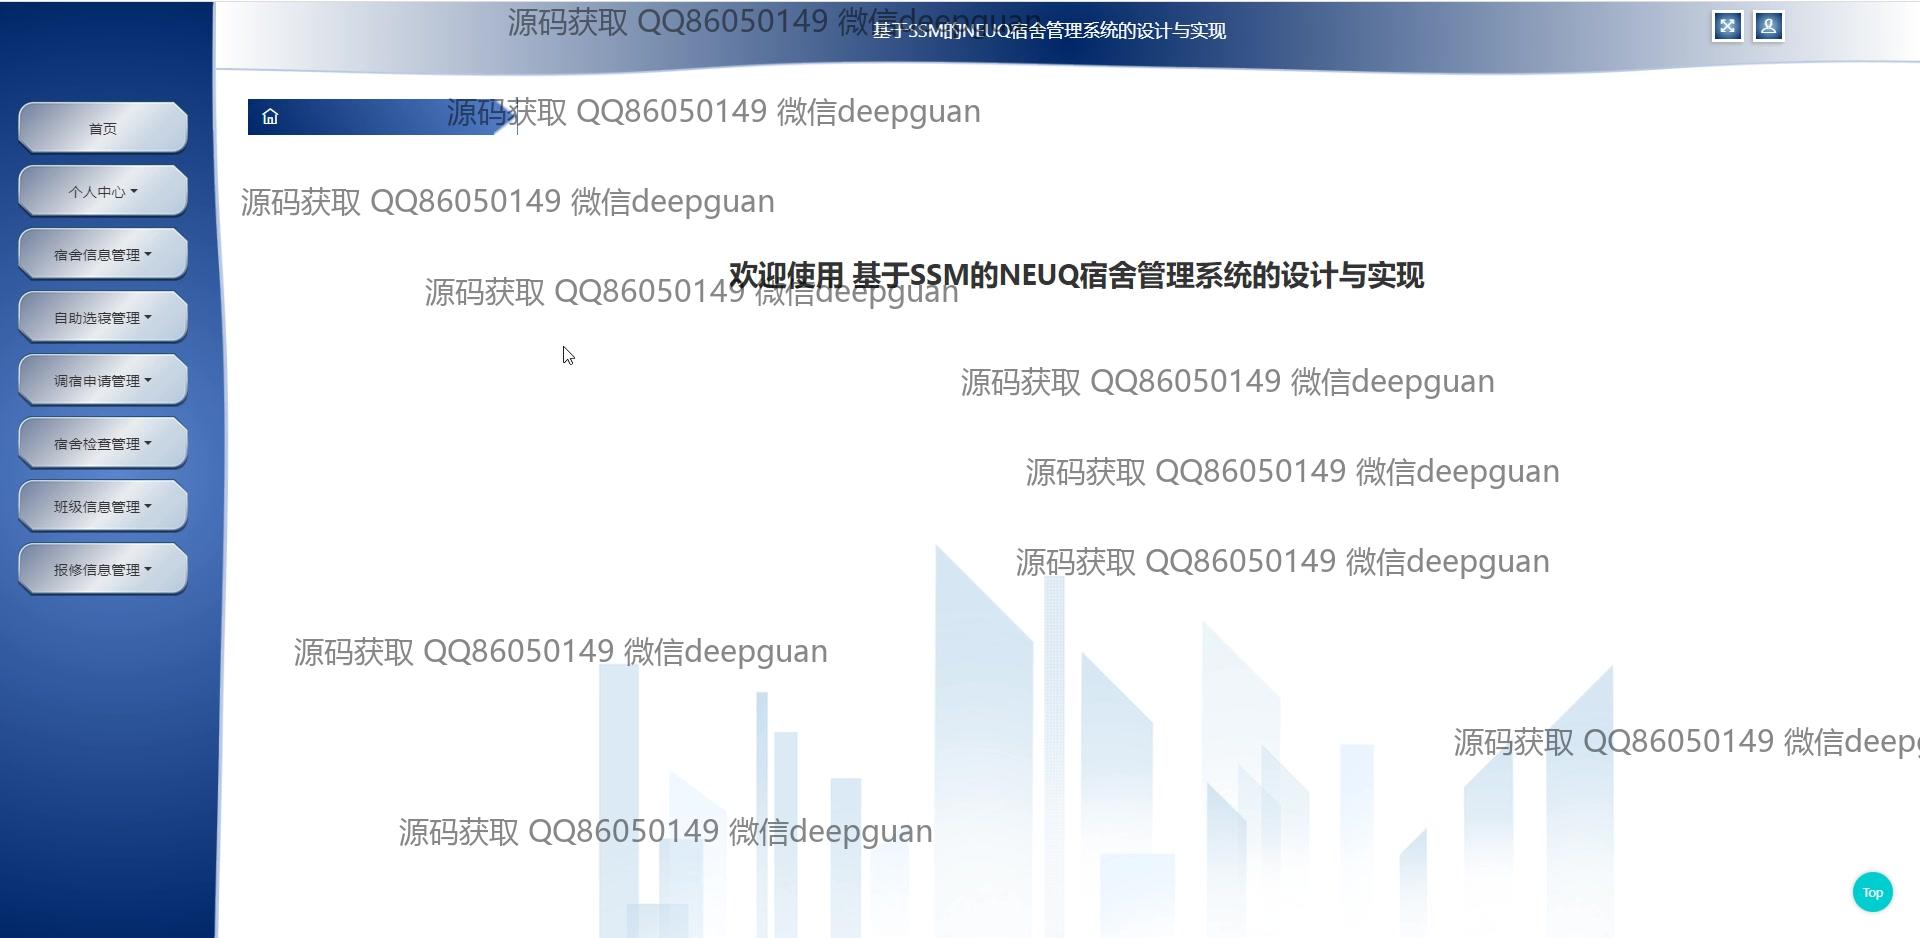 源码获取 QQ86050149 微信deepguan
基于SSM的NEUQ宿舍管理系统的设计与实现
源码获取 QQ86050149 微信deepguan
首页
个人中心
源码获取 QQ86050149 微信deepguan
宿舍信息管理
欢迎使用 基于SSM的NEUQ宿舍管理系统的设计与实现
源码获取 QQ86050149 微信deepguan
自助选寝管理
调宿申请管理
源码获取 QQ86050149 微信deepguan
宿舍检查管理
源码获取 QQ86050149 微信deepguan
班级信息管理
源码获取 QQ86050149 微信deepguan
报修信息管理
源码获取 QQ86050149 微信deepguan
源码获取 QQ86050149 微信deep
源码获取 QQ86050149 微信deepguan
Top